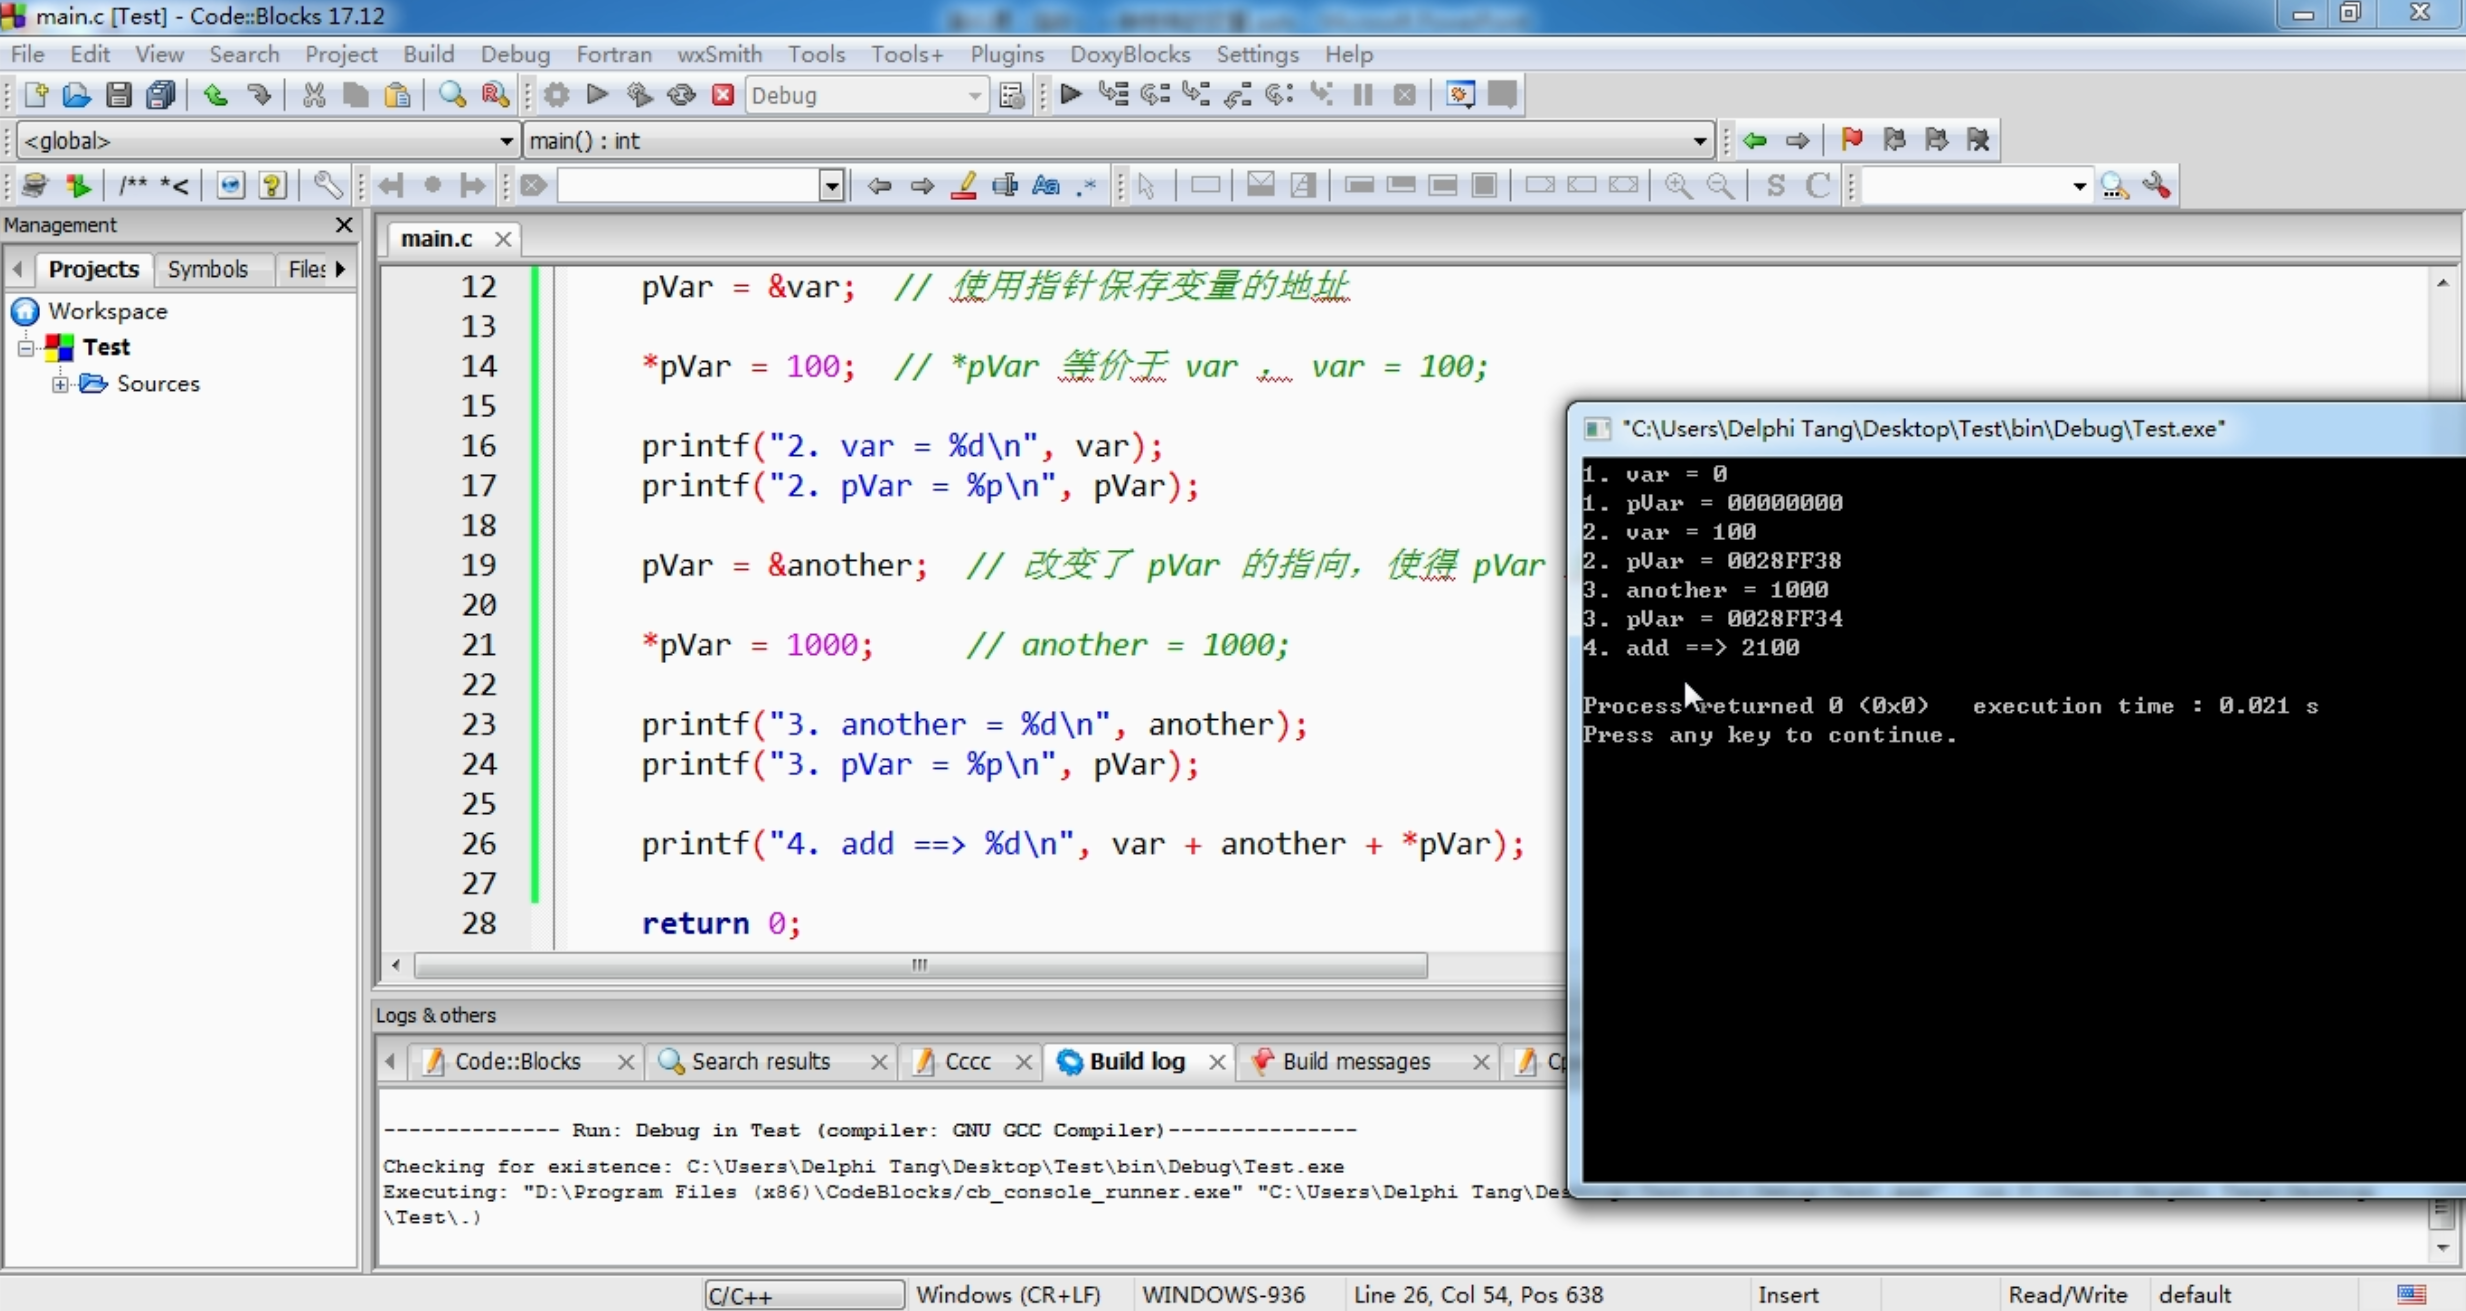 main.c [Test] - Code::Blocks 17.12
File Edit View Search Project Build Debug Fortran wxSmith Tools Tools+ Plugins DoxyBlocks Settings Help
Debug
<global> main() : int
/** *<
S C
Management
Projects Symbols Files
main.c
Workspace
Test
Sources
12 pVar = &var; // 使用指针保存变量的地址
13
14 *pVar = 100; // *pVar 等价于 var ， var = 100;
15
16 printf("2. var = %d\n", var);
17 printf("2. pVar = %p\n", pVar);
18
19 pVar = &another; // 改变了 pVar 的指向，使得 pVar
20
21 *pVar = 1000; // another = 1000;
22
23 printf("3. another = %d\n", another);
24 printf("3. pVar = %p\n", pVar);
25
26 printf("4. add ==> %d\n", var + another + *pVar);
27
28 return 0;
"C:\Users\Delphi Tang\Desktop\Test\bin\Debug\Test.exe"
1. var = 0
1. pVar = 00000000
2. var = 100
2. pVar = 0028FF38
3. another = 1000
3. pVar = 0028FF34
4. add ==> 2100
Process returned 0 (0x0) execution time : 0.021 s
Press any key to continue.
Logs & others
Code::Blocks Search results Cccc Build log Build messages
-------------- Run: Debug in Test (compiler: GNU GCC Compiler)---------------
Checking for existence: C:\Users\Delphi Tang\Desktop\Test\bin\Debug\Test.exe
Executing: "D:\Program Files (x86)\CodeBlocks/cb_console_runner.exe" "C:\Users\Delphi Tang\Des
\Test\.)
C/C++ Windows (CR+LF) WINDOWS-936 Line 26, Col 54, Pos 638 Insert Read/Write default